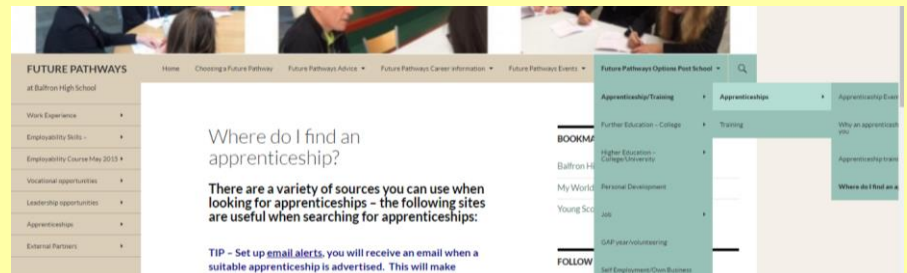 FUTURE PATHWAYS
at Balfron High School
Home
Choosing a Future Pathway
Future Pathways Advice
Future Pathways Career information
Future Pathways Events
Future Pathways Options Post School
Work Experience
Employability Skills –
Employability Course May 2015
Vocational opportunities
Leadership opportunities
Apprenticeships
External Partners
Where do I find an
apprenticeship?
There are a variety of sources you can use when
looking for apprenticeships – the following sites
are useful when searching for apprenticeships:
TIP – Set up email alerts, you will receive an email when a
suitable apprenticeship is advertised. This will make
BOOKMA
Balfron Hi
My World
Young Sco
FOLLOW
Apprenticeship/Training
Further Education – College
Higher Education –
College/University
Personal Development
Job
GAP year/volunteering
Self Employment/Own Business
Apprenticeships
Training
Apprenticeship Even
Why an apprenticesh
you
Apprenticeship train
Where do I find an a